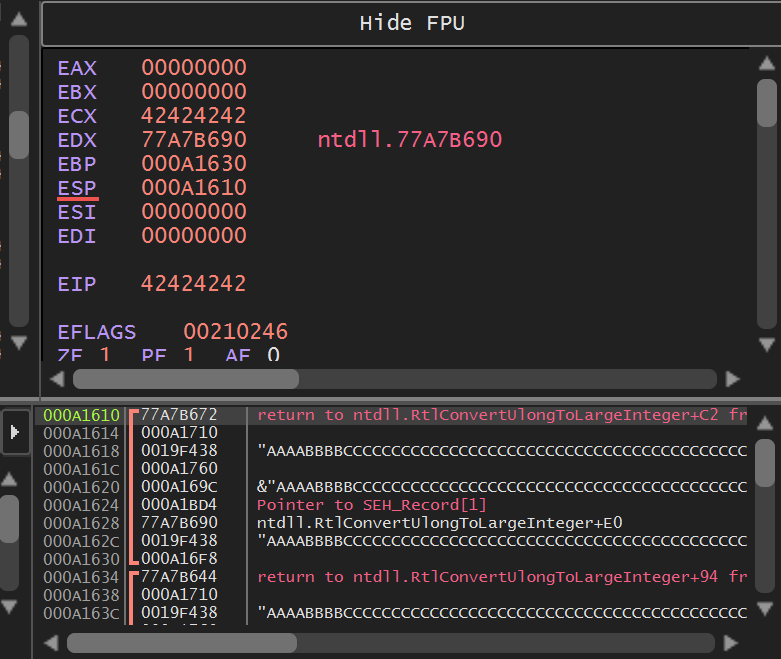 Hide FPU
EAX 00000000
EBX 00000000
ECX 42424242
EDX 77A7B690 ntdll.77A7B690
EBP 000A1630
ESP 000A1610
ESI 00000000
EDI 00000000
EIP 42424242
EFLAGS 00210246
ZF 1 PF 1 AF 0
000A1610 77A7B672 return to ntdll.RtlConvertUlongToLargeInteger+C2 fr
000A1614 000A1710
000A1618 0019F438 "AAAABBBBCCCCCCCCCCCCCCCCCCCCCCCCCCCCCCCCCCCCCCCCCC
000A161C 000A1760
000A1620 000A169C &"AAAABBBBCCCCCCCCCCCCCCCCCCCCCCCCCCCCCCCCCCCCCCCCC
000A1624 000A1BD4 Pointer to SEH_Record[1]
000A1628 77A7B690 ntdll.RtlConvertUlongToLargeInteger+E0
000A162C 0019F438 "AAAABBBBCCCCCCCCCCCCCCCCCCCCCCCCCCCCCCCCCCCCCCCCCC
000A1630 000A16F8
000A1634 77A7B644 return to ntdll.RtlConvertUlongToLargeInteger+94 fr
000A1638 000A1710
000A163C 0019F438 "AAAABBBBCCCCCCCCCCCCCCCCCCCCCCCCCCCCCCCCCCCCCCCCCC